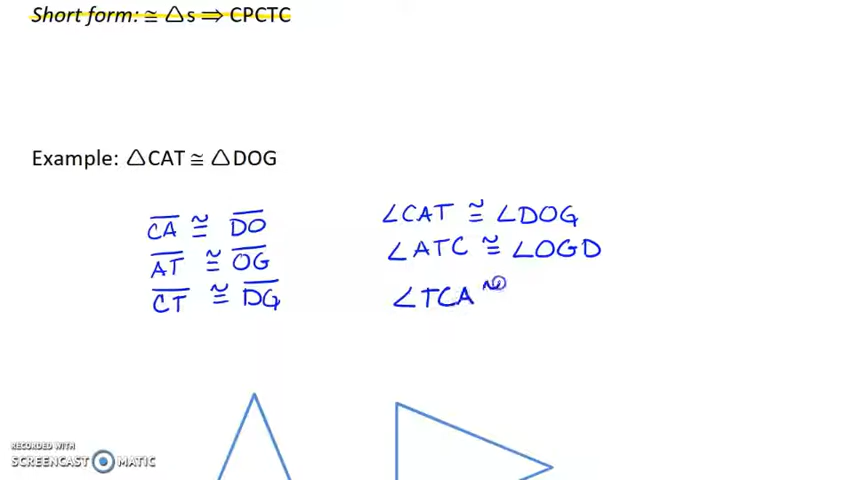 Short form: ≅ △s ⇒ CPCTC
Example: △CAT ≅ △DOG
CA ≅ DO
AT ≅ OG
CT ≅ DG
∠CAT ≅ ∠DOG
∠ATC ≅ ∠OGD
∠TCA ~
RECORDED WITH
SCREENCAST MATIC